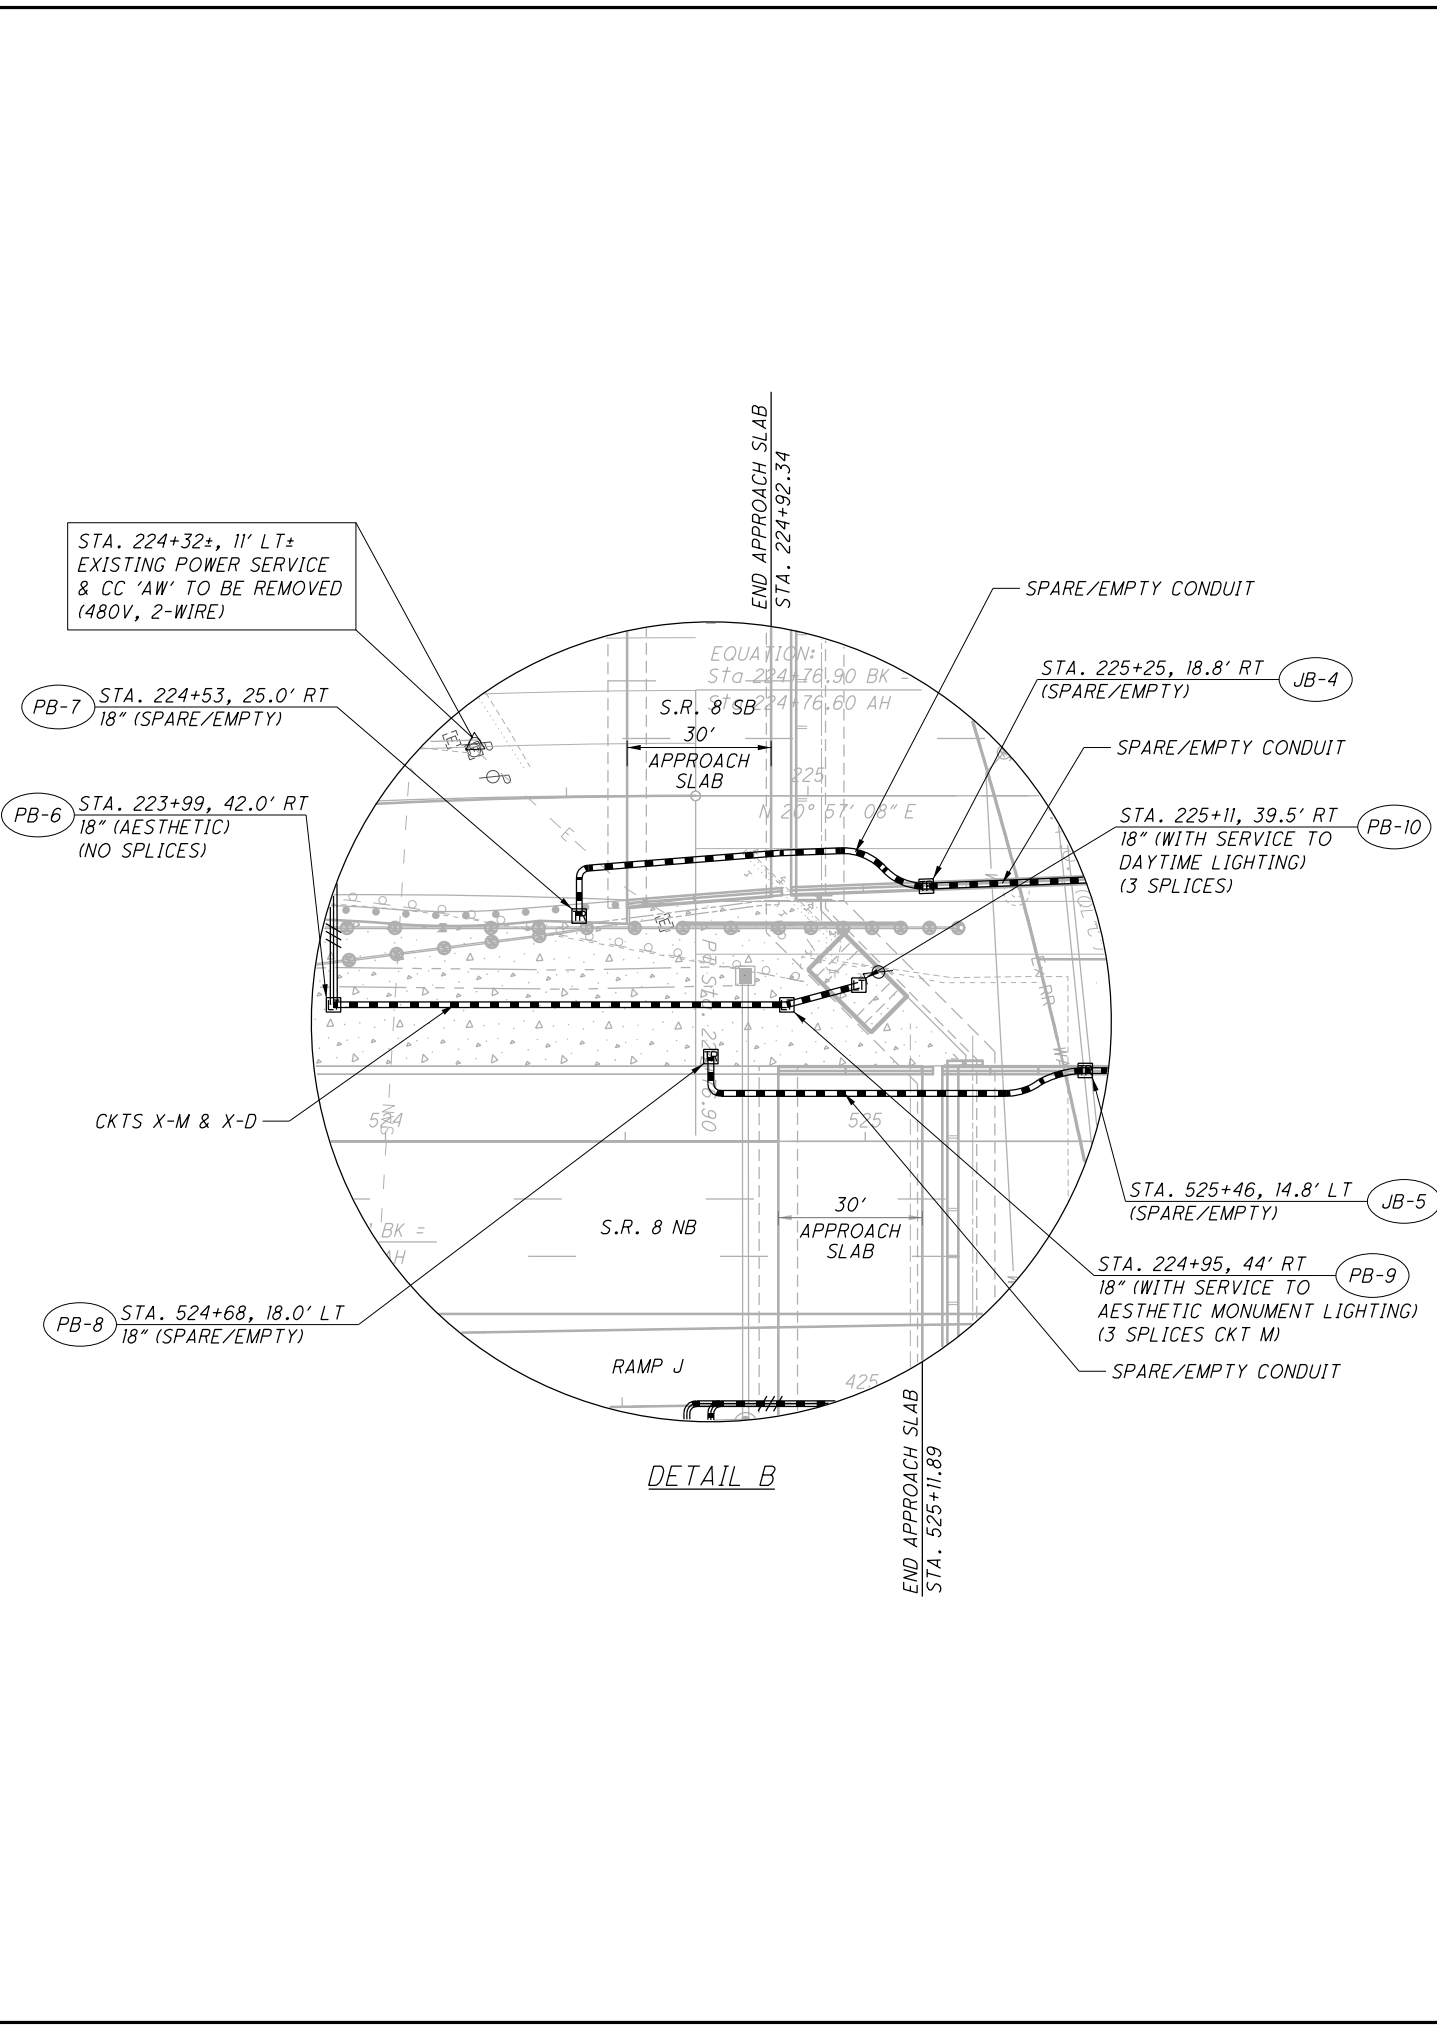 END APPROACH SLAB
STA. 224+92.34
STA. 224+32±, 11' LT±
EXISTING POWER SERVICE
& CC 'AW' TO BE REMOVED
(480V, 2-WIRE)
SPARE/EMPTY CONDUIT
EQUATION:
Sta 224+76.90 BK =
Sta 224+76.60 AH
STA. 225+25, 18.8' RT
(SPARE/EMPTY)
JB-4
PB-7
STA. 224+53, 25.0' RT
18" (SPARE/EMPTY)
S.R. 8 SB
30'
APPROACH
SLAB
SPARE/EMPTY CONDUIT
225
N 20° 57' 08" E
PB-6
STA. 223+99, 42.0' RT
18" (AESTHETIC)
(NO SPLICES)
STA. 225+11, 39.5' RT
18" (WITH SERVICE TO
DAYTIME LIGHTING)
(3 SPLICES)
PB-10
E
EX RR
CKTS X-M & X-D
524
525
STA. 525+46, 14.8' LT
(SPARE/EMPTY)
JB-5
BK =
AH
S.R. 8 NB
30'
APPROACH
SLAB
STA. 224+95, 44' RT
18" (WITH SERVICE TO
AESTHETIC MONUMENT LIGHTING)
(3 SPLICES CKT M)
PB-9
PB-8
STA. 524+68, 18.0' LT
18" (SPARE/EMPTY)
RAMP J
425
SPARE/EMPTY CONDUIT
END APPROACH SLAB
STA. 525+11.89
DETAIL B